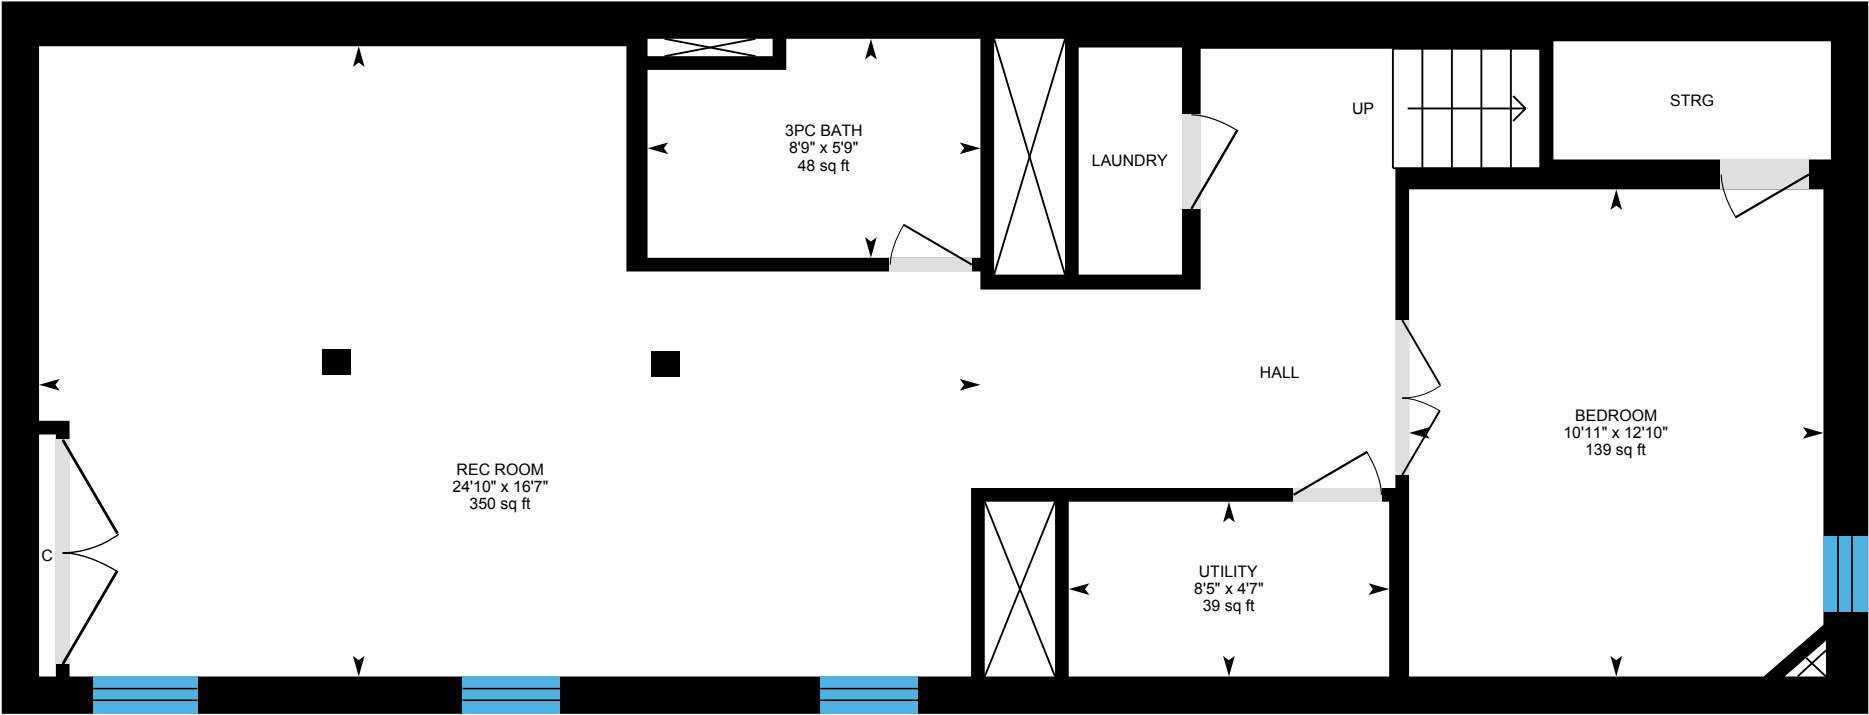 3PC BATH
8'9" x 5'9"
48 sq ft
LAUNDRY
UP
STRG
HALL
BEDROOM
10'11" x 12'10"
139 sq ft
REC ROOM
24'10" x 16'7"
350 sq ft
C
UTILITY
8'5" x 4'7"
39 sq ft